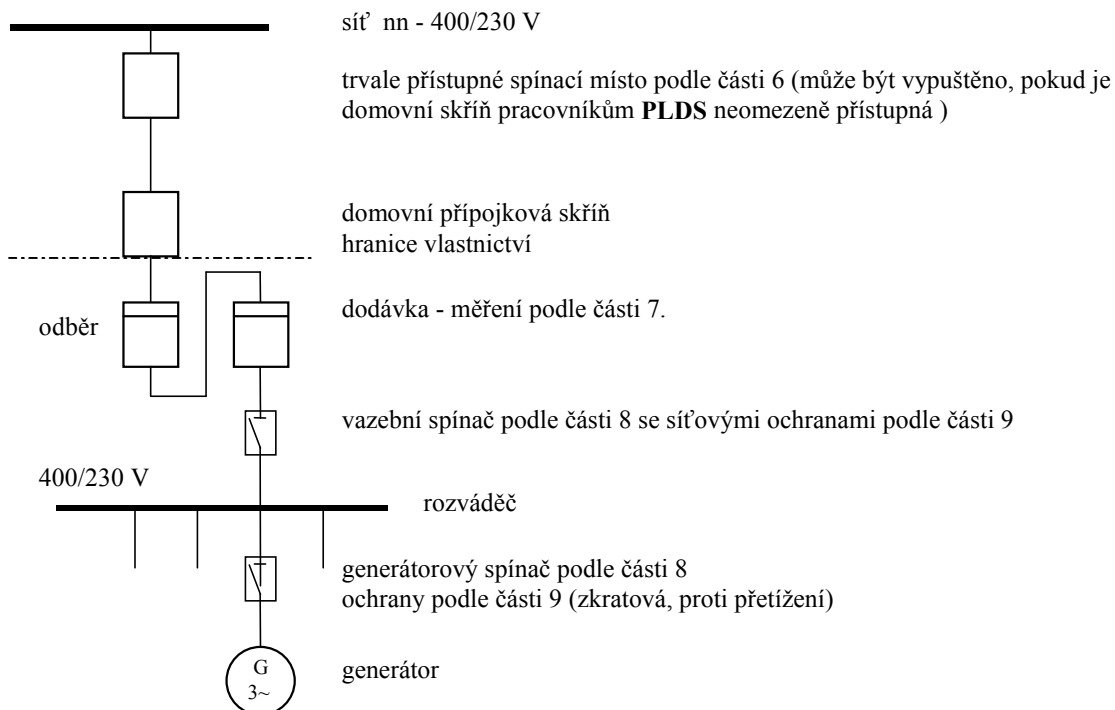 síť nn - 400/230 V
trvale přístupné spínací místo podle části 6 (může být vypuštěno, pokud je
domovní skříň pracovníkům PLDS neomezeně přístupná )
domovní přípojková skříň
hranice vlastnictví
dodávka - měření podle části 7.
odběr
vazební spínač podle části 8 se síťovými ochranami podle části 9
400/230 V
rozváděč
generátorový spínač podle části 8
ochrany podle části 9 (zkratová, proti přetížení)
G
3~
generátor